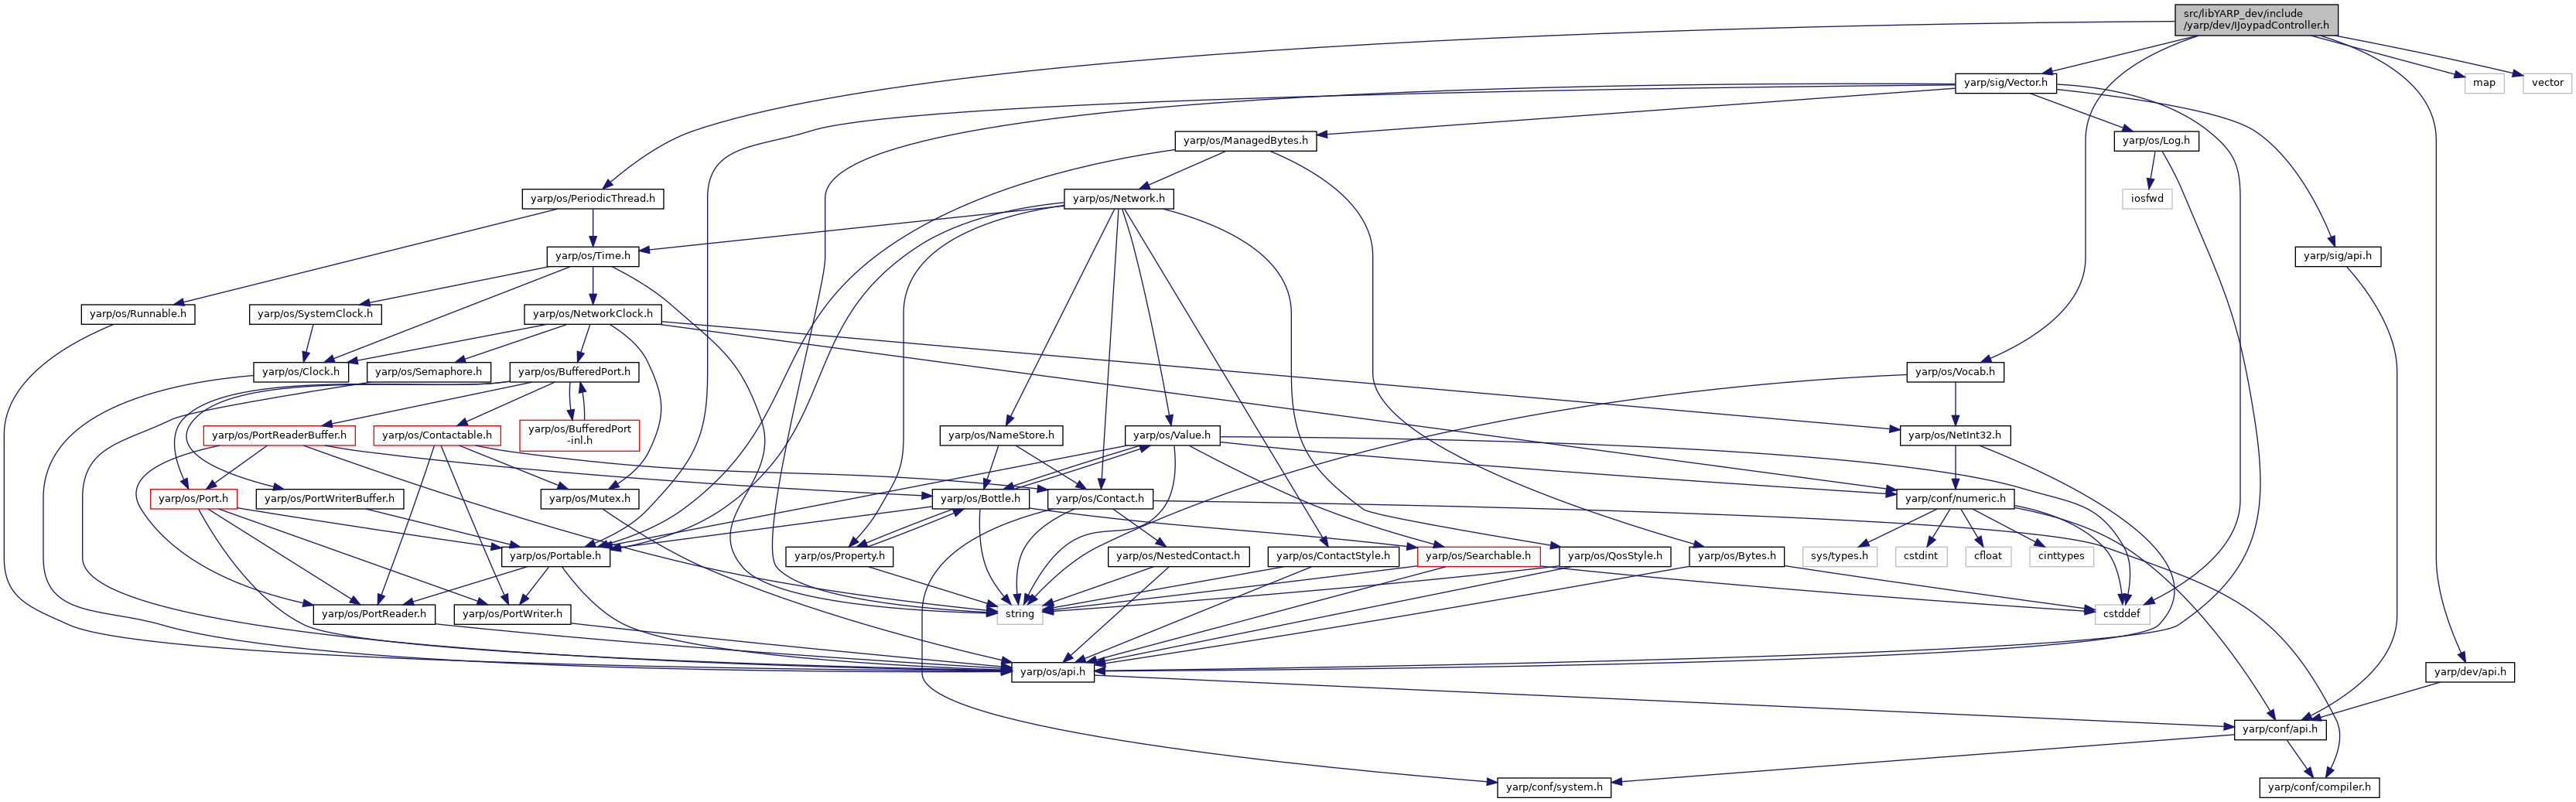 src/libYARP_dev/include
/yarp/dev/IJoypadController.h
yarp/sig/Vector.h
map
vector
yarp/os/ManagedBytes.h
yarp/os/Log.h
yarp/os/PeriodicThread.h
yarp/os/Network.h
iosfwd
yarp/os/Time.h
yarp/sig/api.h
yarp/os/Runnable.h
yarp/os/SystemClock.h
yarp/os/NetworkClock.h
yarp/os/Clock.h
yarp/os/Semaphore.h
yarp/os/BufferedPort.h
yarp/os/Vocab.h
yarp/os/PortReaderBuffer.h
yarp/os/Contactable.h
yarp/os/BufferedPort
-inl.h
yarp/os/NameStore.h
yarp/os/Value.h
yarp/os/NetInt32.h
yarp/os/Port.h
yarp/os/PortWriterBuffer.h
yarp/os/Mutex.h
yarp/os/Bottle.h
yarp/os/Contact.h
yarp/conf/numeric.h
yarp/os/Portable.h
yarp/os/Property.h
yarp/os/NestedContact.h
yarp/os/ContactStyle.h
yarp/os/Searchable.h
yarp/os/QosStyle.h
yarp/os/Bytes.h
sys/types.h
cstdint
cfloat
cinttypes
yarp/os/PortReader.h
yarp/os/PortWriter.h
string
cstddef
yarp/os/api.h
yarp/dev/api.h
yarp/conf/api.h
yarp/conf/system.h
yarp/conf/compiler.h